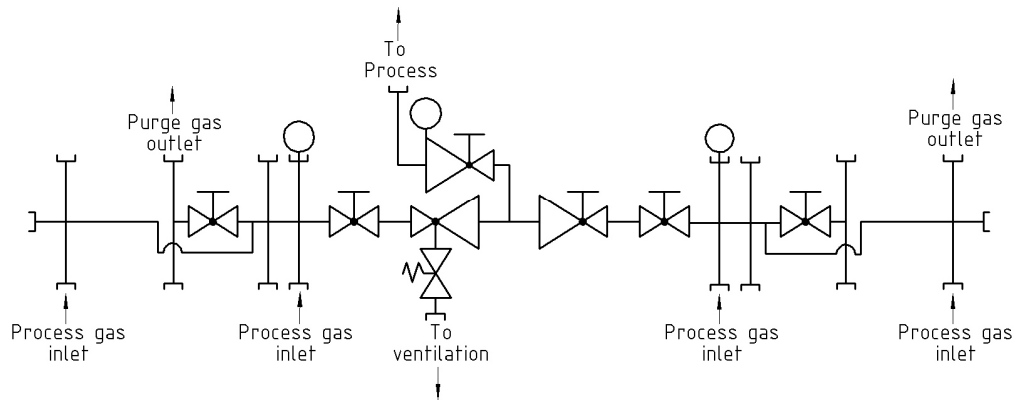 To
Process
Purge gas
outlet
Purge gas
outlet
Process gas
inlet
Process gas
inlet
To
ventilation
Process gas
inlet
Process gas
inlet